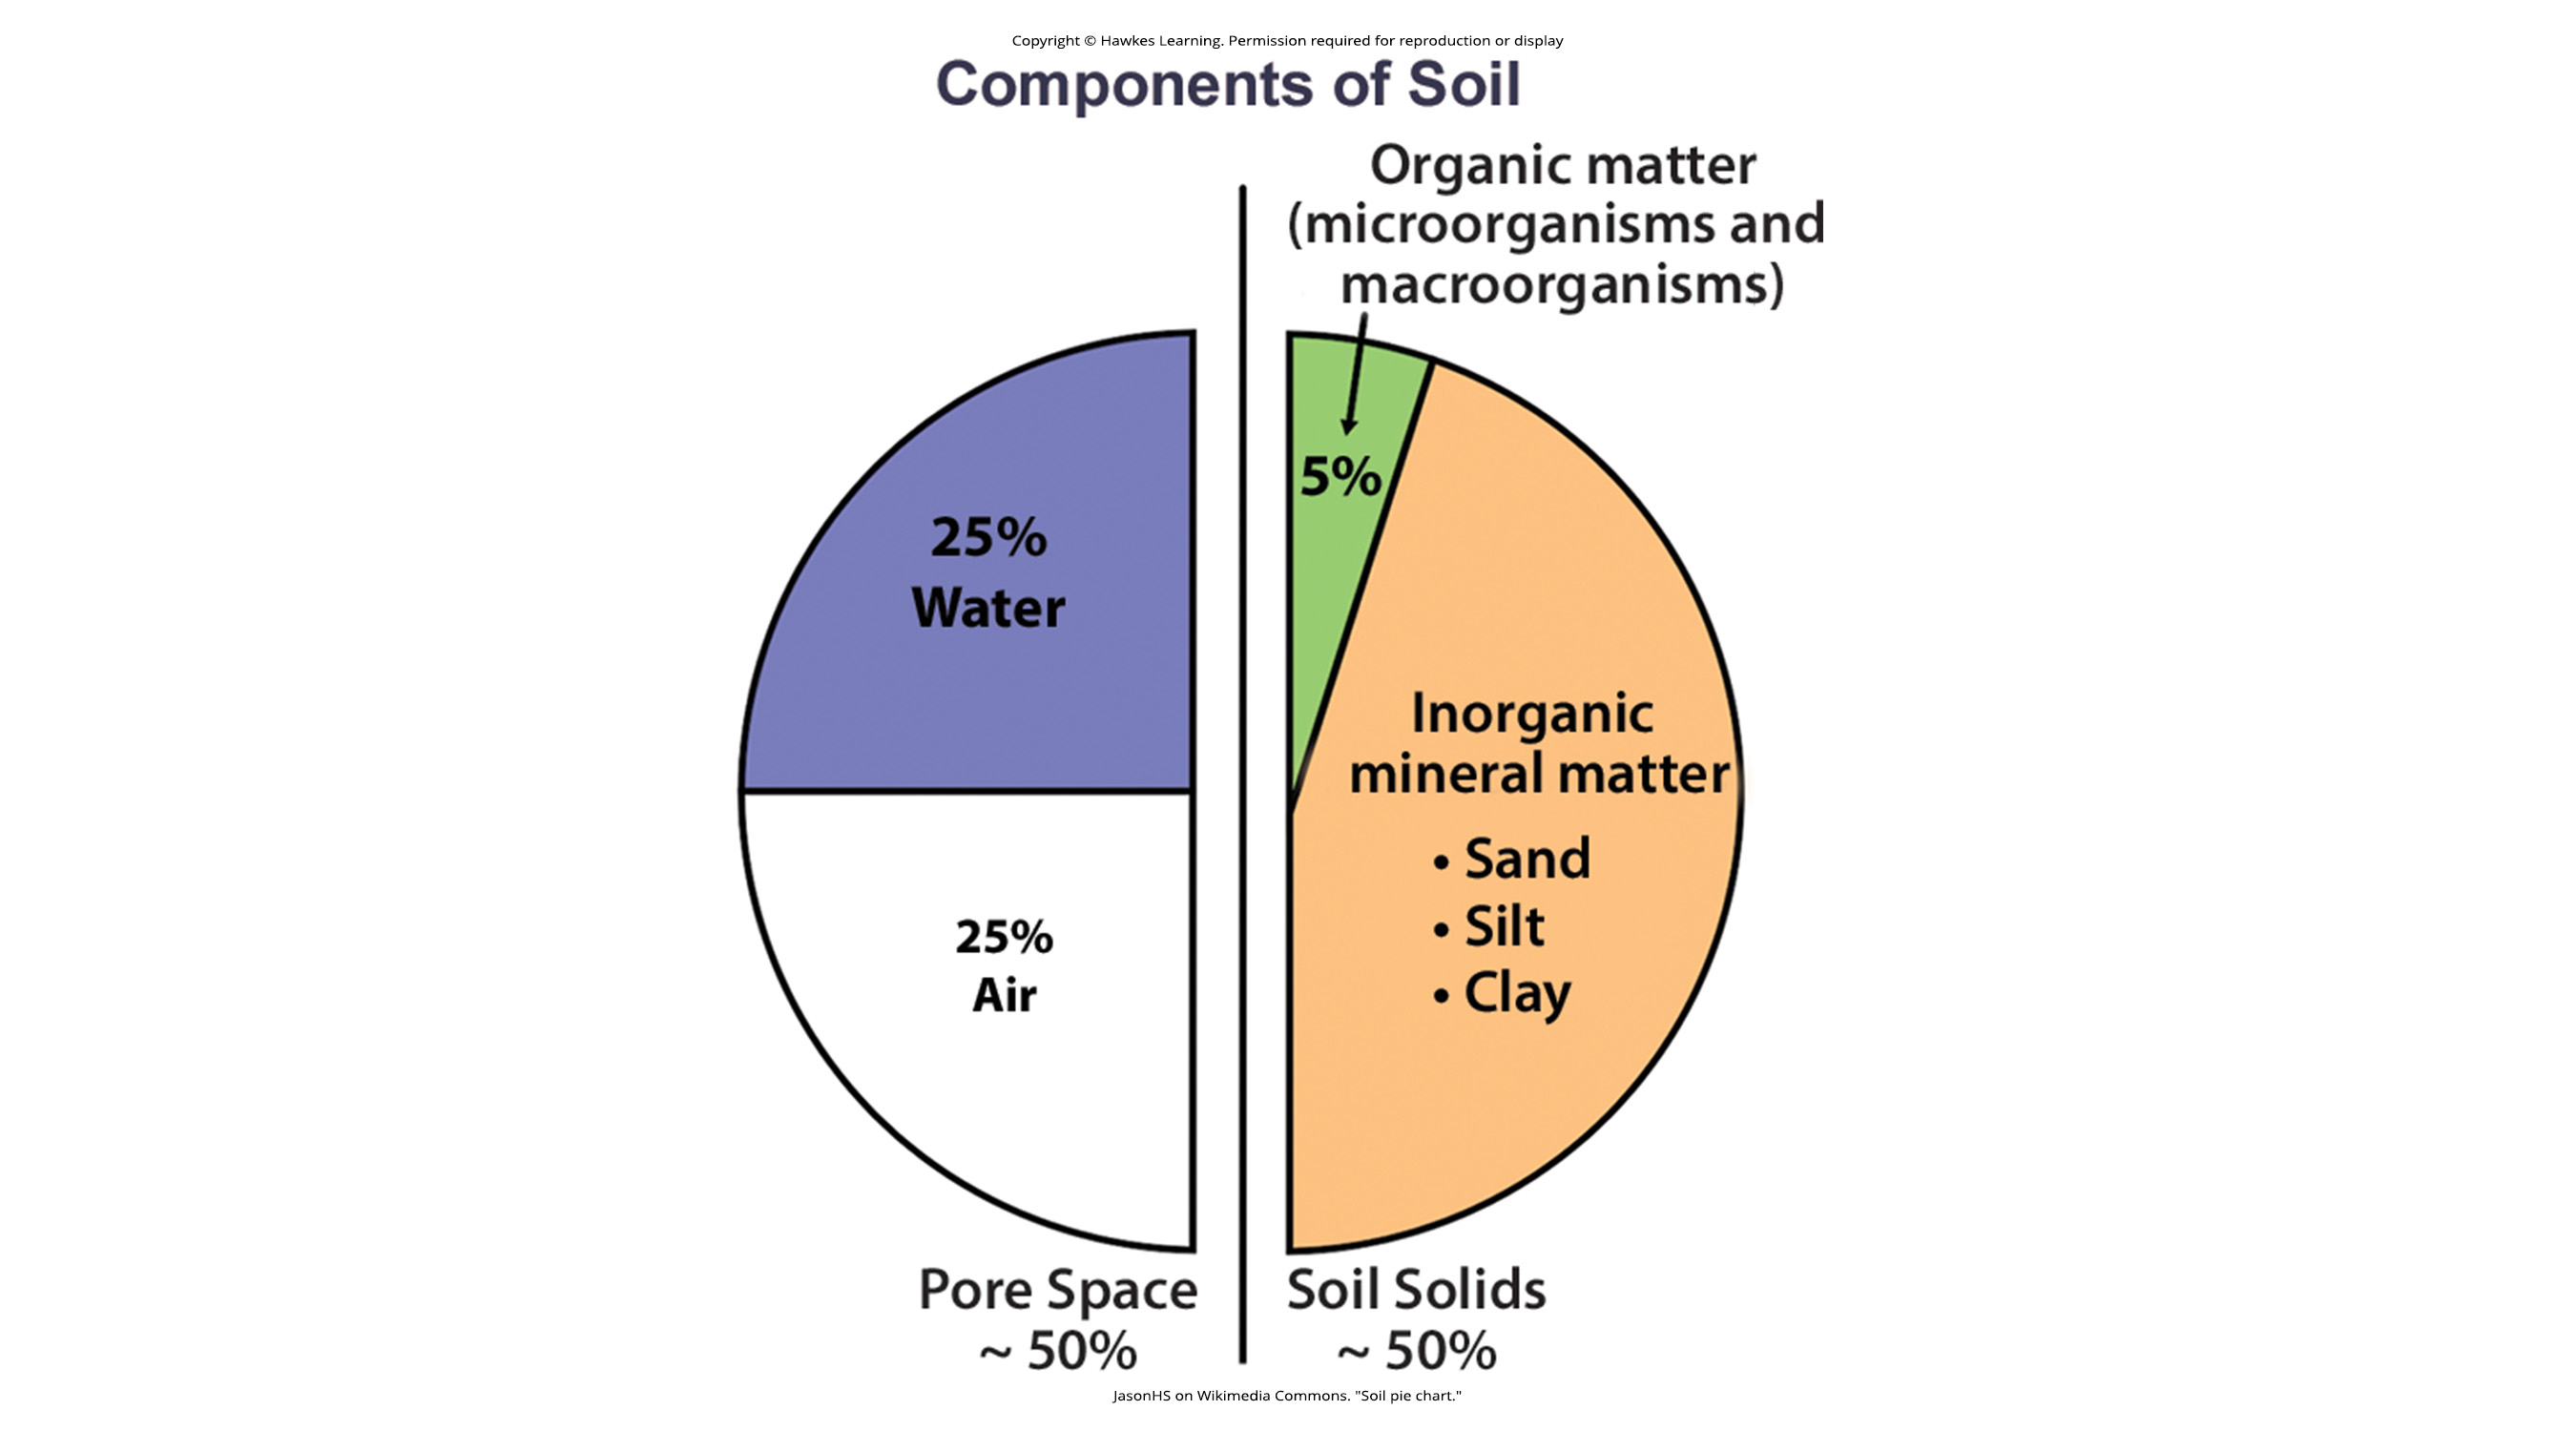 Copyright © Hawkes Learning. Permission required for reproduction or display
Components of Soil
Organic matter
(microorganisms and
macroorganisms)
25%
Water
5%
25%
Air
Inorganic
mineral matter
• Sand
• Silt
• Clay
Pore Space
~ 50%
Soil Solids
~ 50%
JasonHS on Wikimedia Commons. "Soil pie chart."